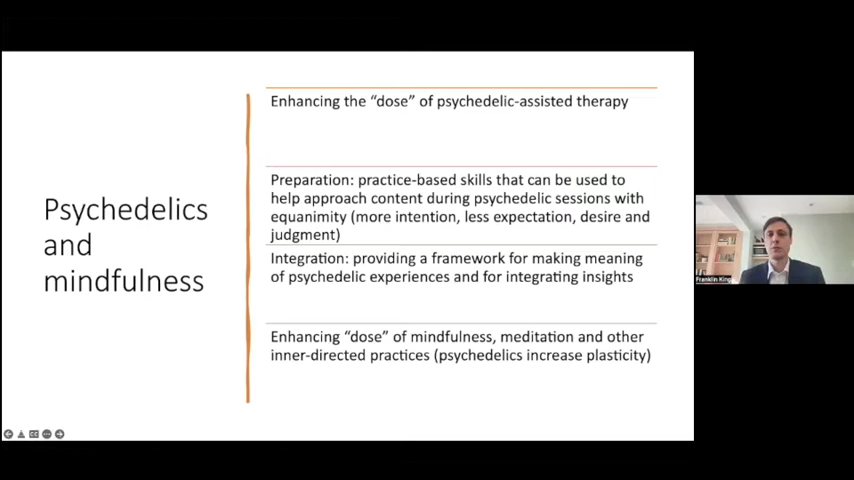 Psychedelics
and
mindfulness
Enhancing the “dose” of psychedelic-assisted therapy
Preparation: practice-based skills that can be used to
help approach content during psychedelic sessions with
equanimity (more intention, less expectation, desire and
judgment)
Integration: providing a framework for making meaning
of psychedelic experiences and for integrating insights
Enhancing “dose” of mindfulness, meditation and other
inner-directed practices (psychedelics increase plasticity)
Franklin King